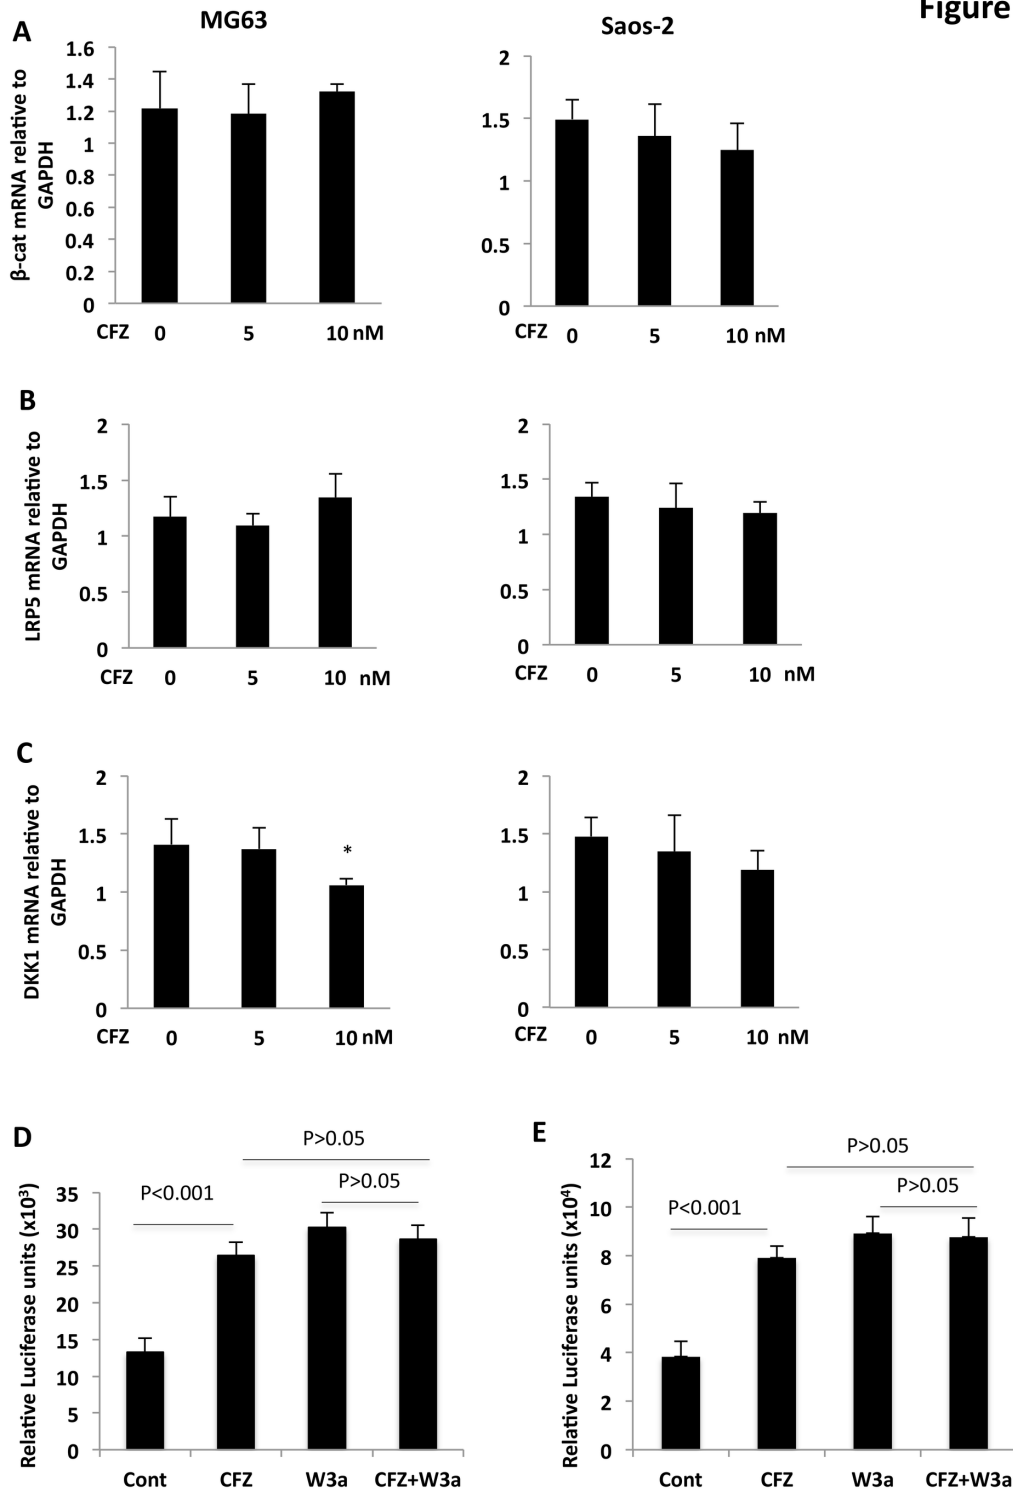 Figure
A
MG63
Saos-2
β-cat mRNA relative to
GAPDH
1.6
1.4
1.2
1
0.8
0.6
0.4
0.2
0
CFZ 0 5 10 nM
2
1.5
1
0.5
0
CFZ 0 5 10 nM
B
LRP5 mRNA relative to
GAPDH
2
1.5
1
0.5
0
CFZ 0 5 10 nM
2
1.5
1
0.5
0
CFZ 0 5 10 nM
C
DKK1 mRNA relative to
GAPDH
2
1.5
1
0.5
0
*
CFZ 0 5 10 nM
2
1.5
1
0.5
0
CFZ 0 5 10 nM
D
Relative Luciferase units (x10³)
P>0.05
P>0.05
P<0.001
35
30
25
20
15
10
5
0
Cont CFZ W3a CFZ+W3a
E
Relative Luciferase units (x10⁴)
P>0.05
P>0.05
P<0.001
12
10
8
6
4
2
0
Cont CFZ W3a CFZ+W3a